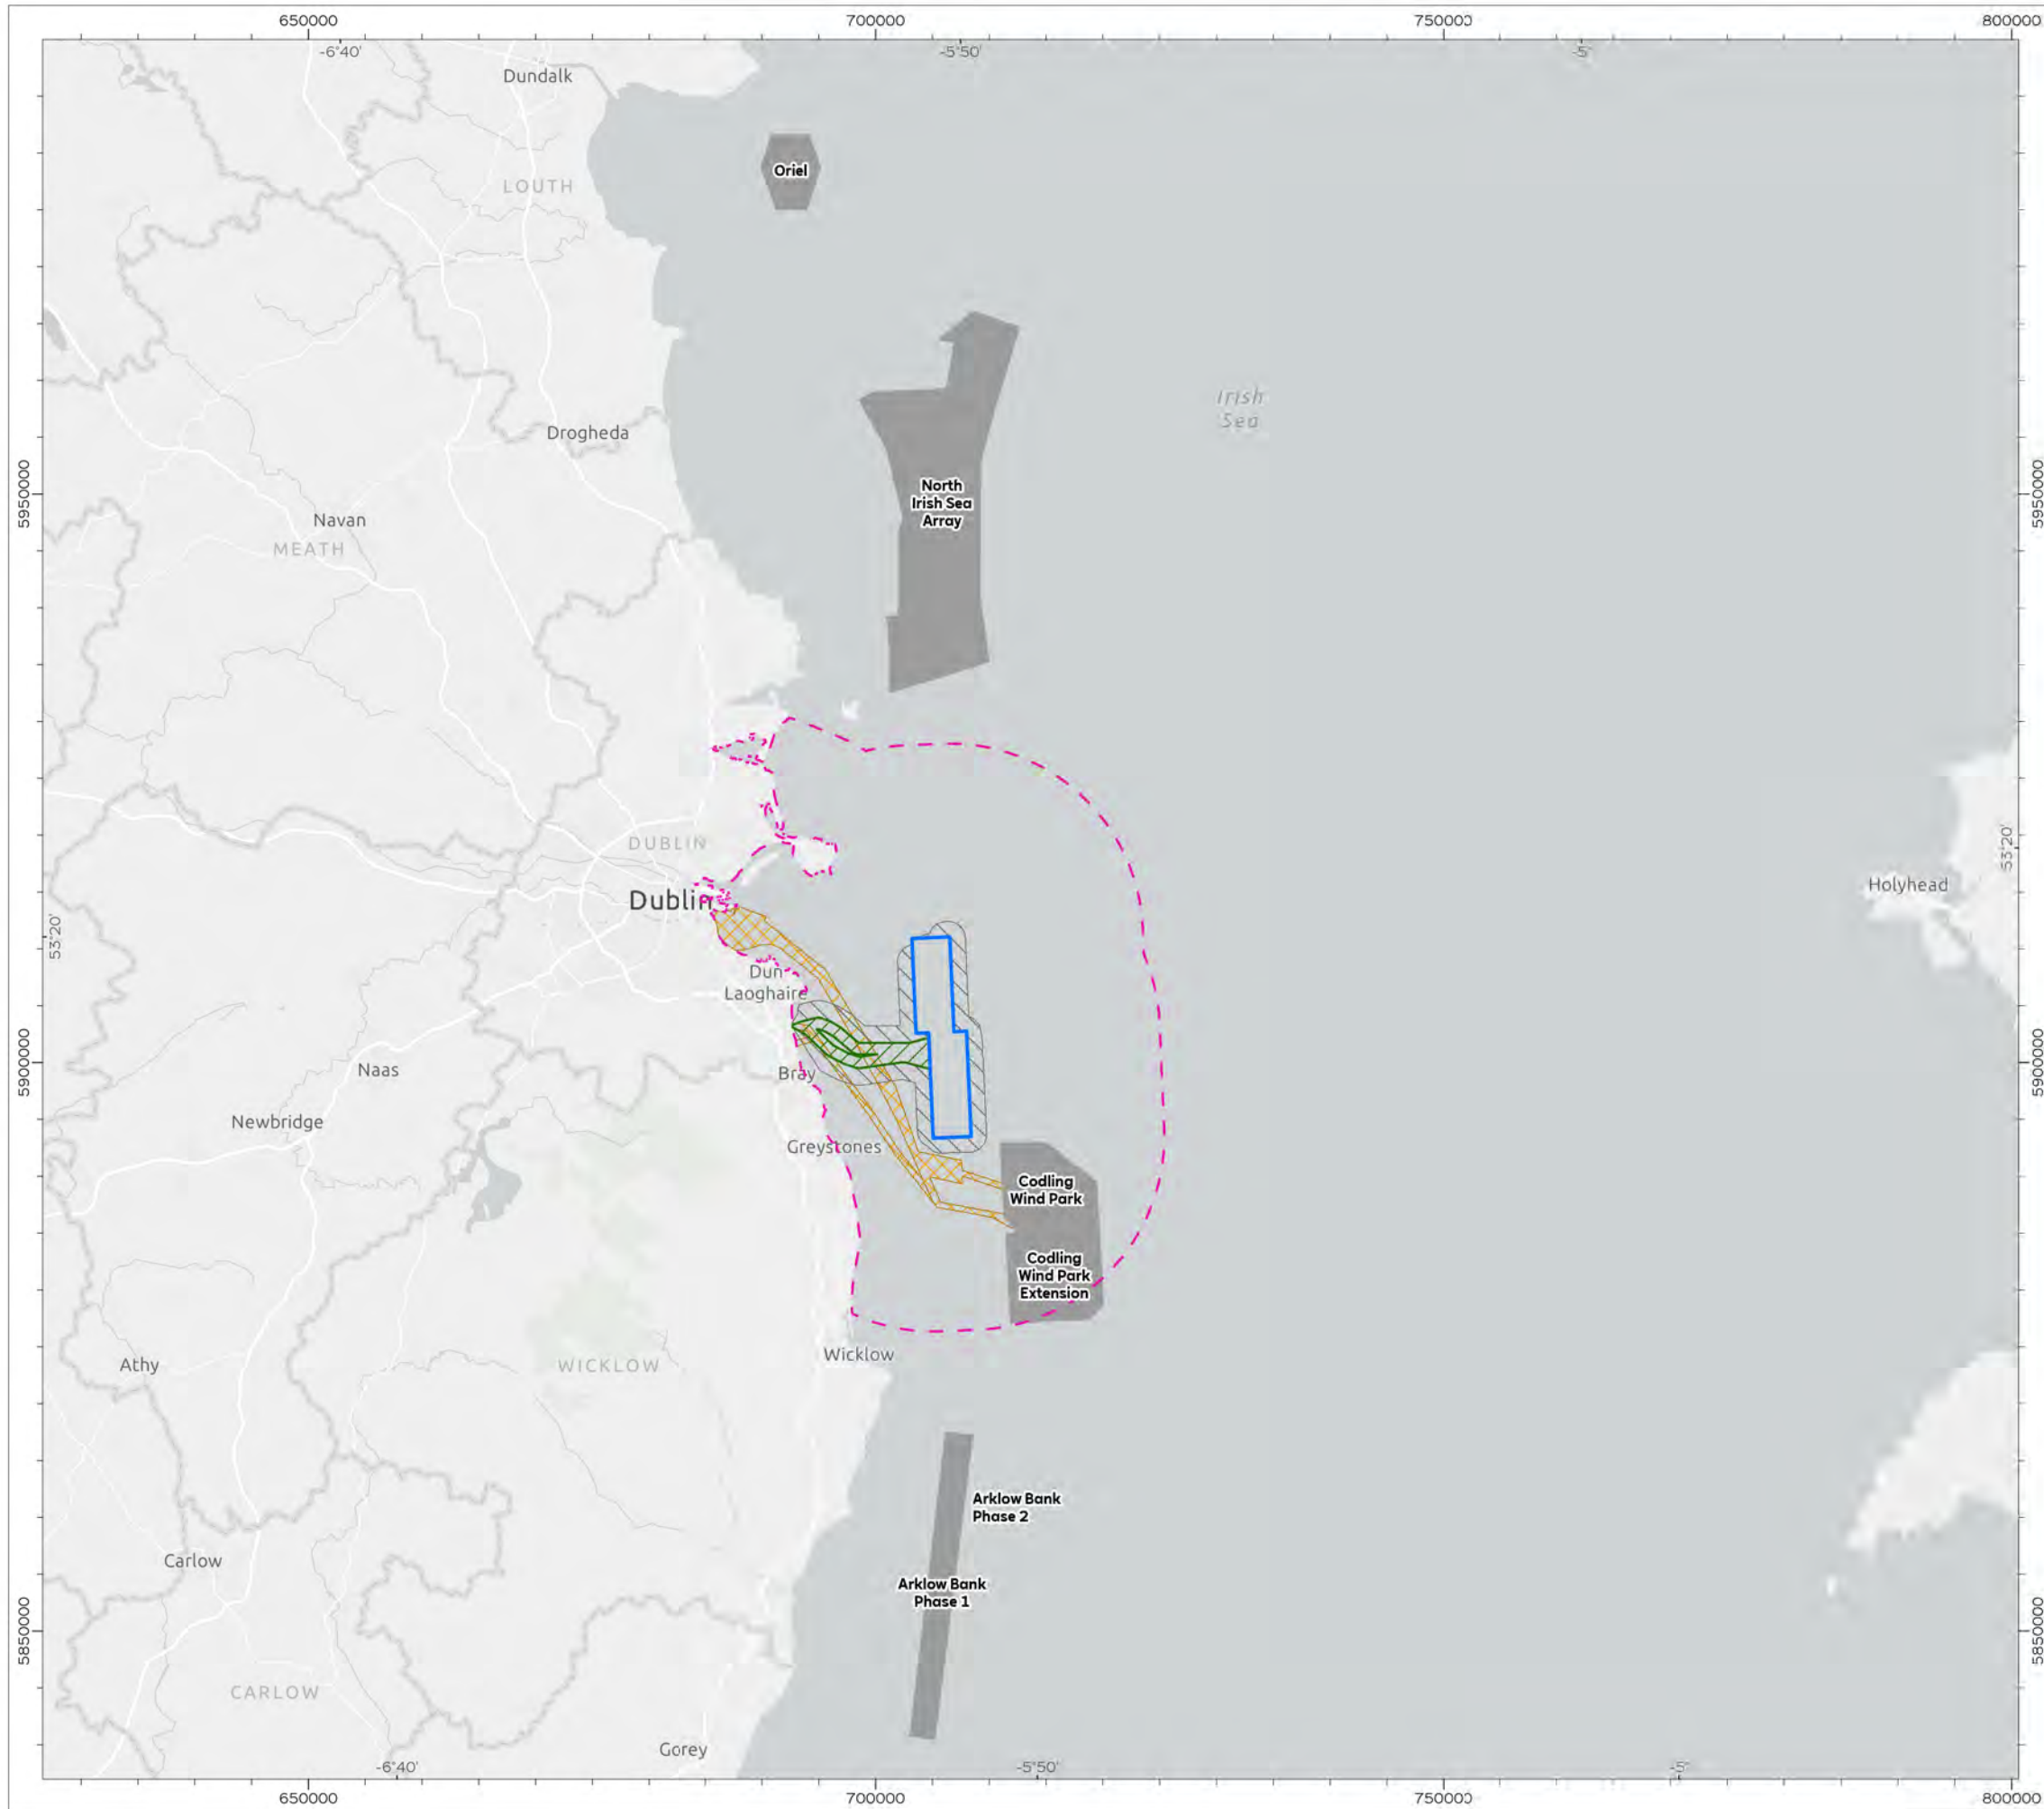 650000
700000
750000
800000
-6°40'
-5°50'
-5°
Dundalk
Oriel
LOUTH
Irish
Sea
Drogheda
5950000
5950000
North
Irish Sea
Array
Navan
MEATH
DUBLIN
53°20'
Holyhead
Dublin
53°20'
Dun
Laoghaire
5900000
5900000
Naas
Bray
Newbridge
Greystones
Codling
Wind Park
Codling
Wind Park
Extension
Wicklow
Athy
WICKLOW
Arklow Bank
Phase 2
Carlow
Arklow Bank
Phase 1
5850000
5850000
CARLOW
Gorey
-6°40'
-5°50'
-5°
650000
700000
750000
800000